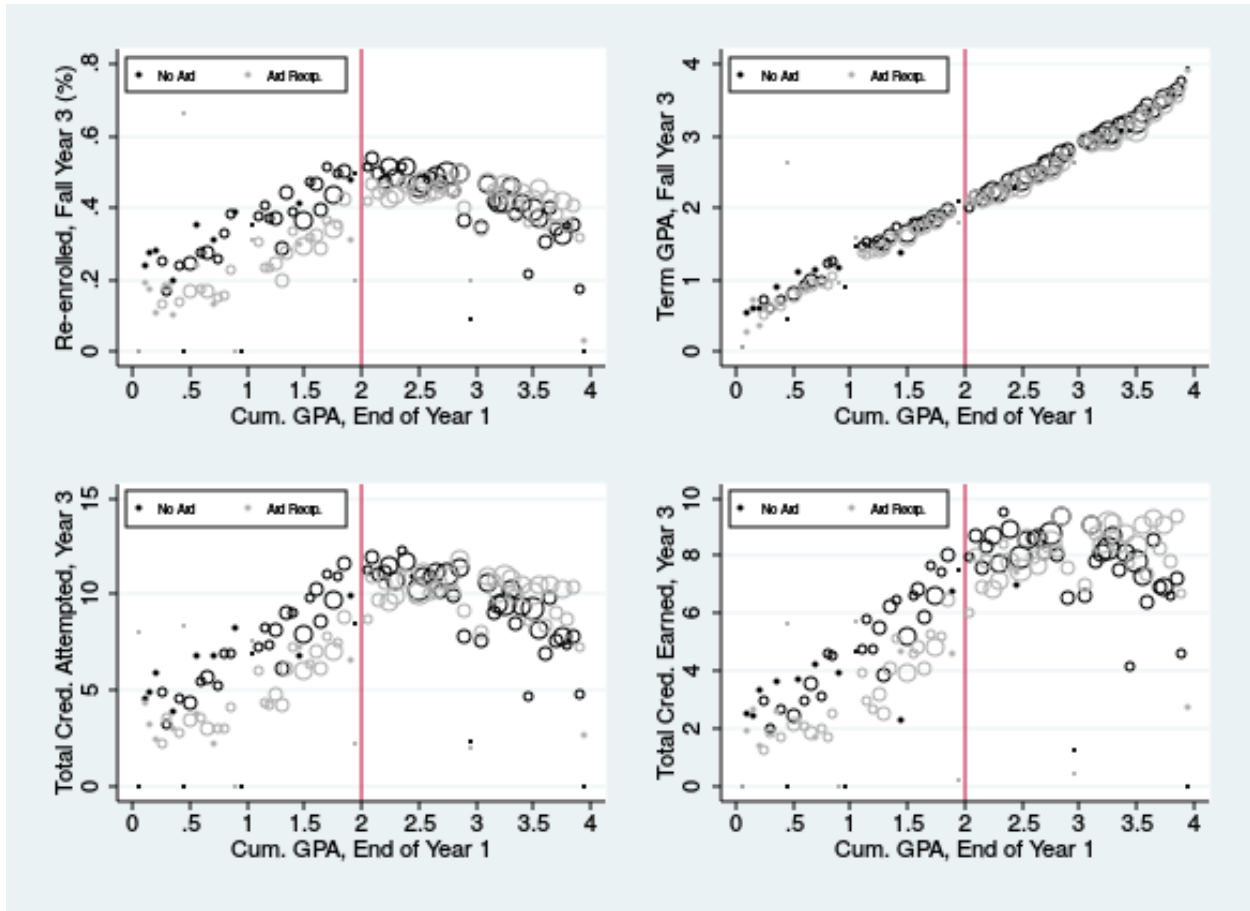 Re-enrolled, Fall Year 3 (%)
.8
.6
.4
.2
0
No Aid
Aid Recip.
0 .5 1 1.5 2 2.5 3 3.5 4
Cum. GPA, End of Year 1
Term GPA, Fall Year 3
4
3
2
1
0
No Aid
Aid Recip.
0 .5 1 1.5 2 2.5 3 3.5 4
Cum. GPA, End of Year 1
Total Cred. Attempted, Year 3
15
10
5
0
No Aid
Aid Recip.
0 .5 1 1.5 2 2.5 3 3.5 4
Cum. GPA, End of Year 1
Total Cred. Earned, Year 3
10
8
6
4
2
0
No Aid
Aid Recip.
0 .5 1 1.5 2 2.5 3 3.5 4
Cum. GPA, End of Year 1